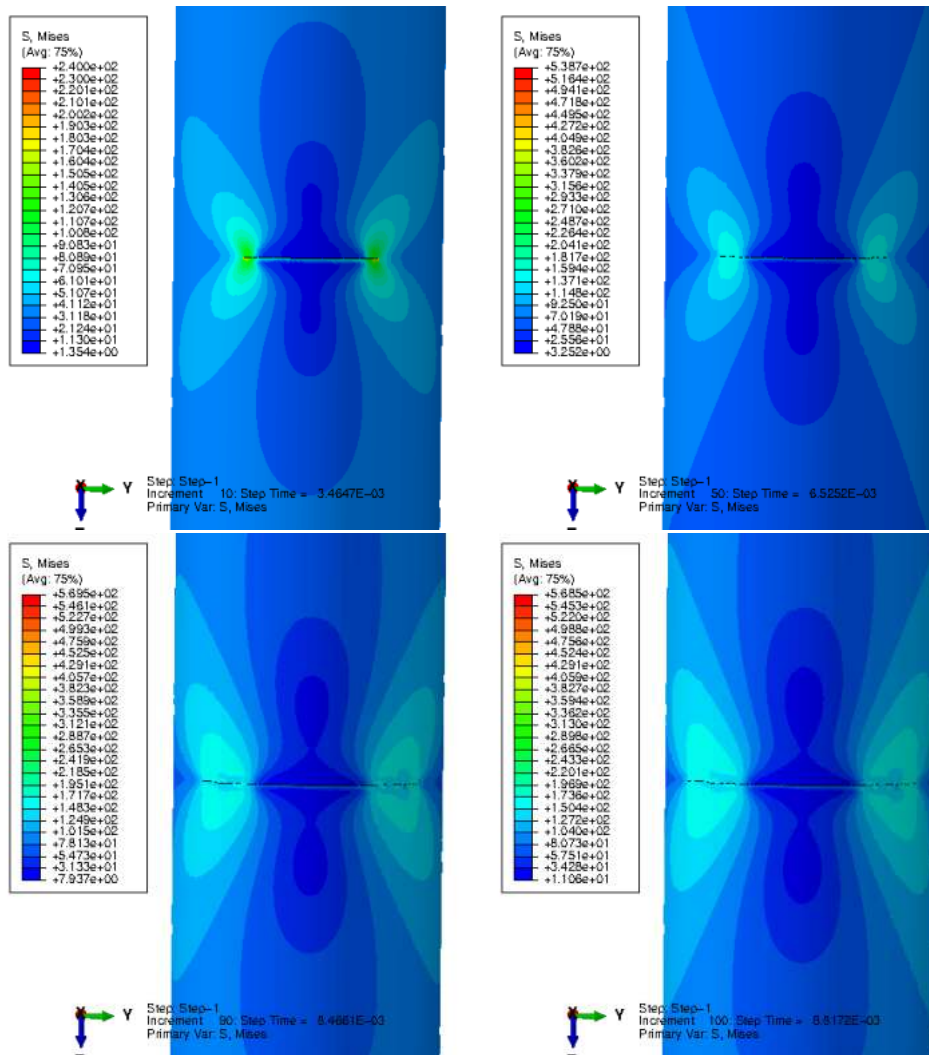 S, Mises
(Avg: 75%)
+2.400e+02
+2.300e+02
+2.201e+02
+2.101e+02
+2.002e+02
+1.903e+02
+1.803e+02
+1.704e+02
+1.604e+02
+1.505e+02
+1.405e+02
+1.306e+02
+1.207e+02
+1.107e+02
+1.008e+02
+9.083e+01
+8.089e+01
+7.095e+01
+6.101e+01
+5.107e+01
+4.112e+01
+3.118e+01
+2.124e+01
+1.130e+01
+1.354e+00
X
Y
Step: Step-1
Increment 10: Step Time = 3.4647E-03
Primary Var: S, Mises
S, Mises
(Avg: 75%)
+5.387e+02
+5.164e+02
+4.941e+02
+4.718e+02
+4.495e+02
+4.272e+02
+4.049e+02
+3.826e+02
+3.602e+02
+3.379e+02
+3.156e+02
+2.933e+02
+2.710e+02
+2.487e+02
+2.264e+02
+2.041e+02
+1.817e+02
+1.594e+02
+1.371e+02
+1.148e+02
+9.250e+01
+7.019e+01
+4.788e+01
+2.556e+01
+3.252e+00
X
Y
Step: Step-1
Increment 50: Step Time = 6.5252E-03
Primary Var: S, Mises
S, Mises
(Avg: 75%)
+5.695e+02
+5.461e+02
+5.227e+02
+4.993e+02
+4.759e+02
+4.525e+02
+4.291e+02
+4.057e+02
+3.823e+02
+3.589e+02
+3.355e+02
+3.121e+02
+2.887e+02
+2.653e+02
+2.419e+02
+2.185e+02
+1.951e+02
+1.717e+02
+1.483e+02
+1.249e+02
+1.015e+02
+7.813e+01
+5.473e+01
+3.133e+01
+7.937e+00
X
Y
Step: Step-1
Increment 90: Step Time = 8.4661E-03
Primary Var: S, Mises
S, Mises
(Avg: 75%)
+5.685e+02
+5.453e+02
+5.220e+02
+4.988e+02
+4.756e+02
+4.524e+02
+4.291e+02
+4.059e+02
+3.827e+02
+3.594e+02
+3.362e+02
+3.130e+02
+2.898e+02
+2.665e+02
+2.433e+02
+2.201e+02
+1.969e+02
+1.736e+02
+1.504e+02
+1.272e+02
+1.040e+02
+8.073e+01
+5.751e+01
+3.428e+01
+1.106e+01
X
Y
Step: Step-1
Increment 100: Step Time = 8.8172E-03
Primary Var: S, Mises